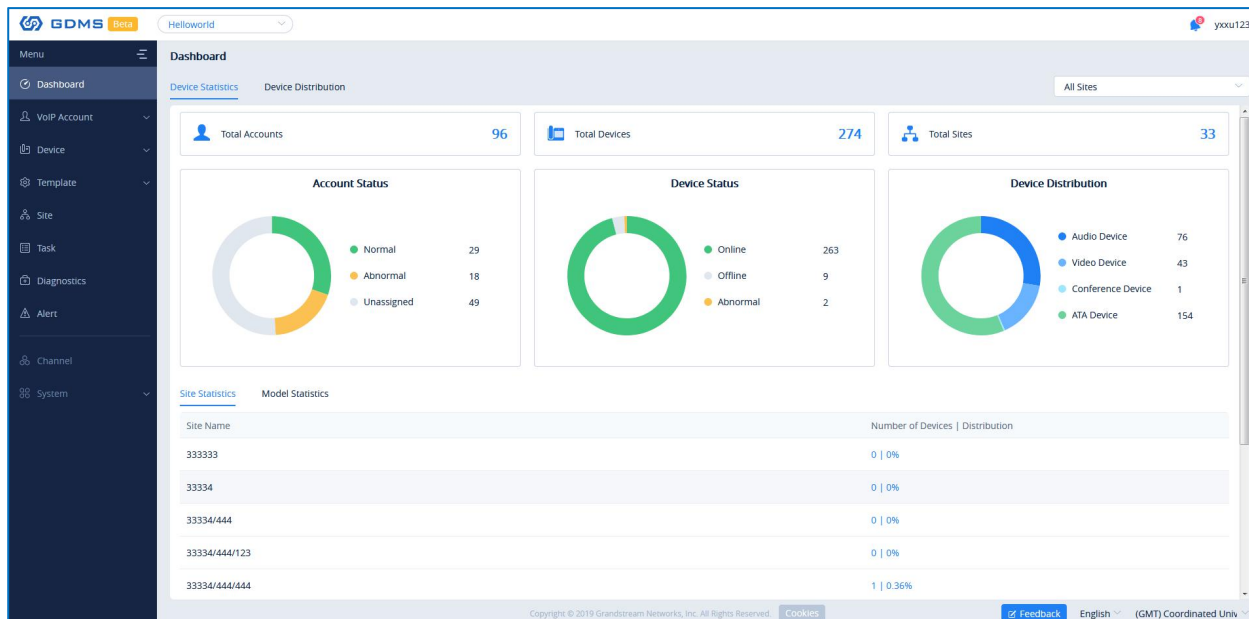 GDMS Beta
Helloworld
8
yxxu123
Menu
Dashboard
VoIP Account
Device
Template
Site
Task
Diagnostics
Alert
Channel
System
Dashboard
Device Statistics Device Distribution
All Sites
Total Accounts 96
Total Devices 274
Total Sites 33
Account Status
Normal 29
Abnormal 18
Unassigned 49
Device Status
Online 263
Offline 9
Abnormal 2
Device Distribution
Audio Device 76
Video Device 43
Conference Device 1
ATA Device 154
Site Statistics Model Statistics
Site Name Number of Devices | Distribution
333333 0 | 0%
33334 0 | 0%
33334/444 0 | 0%
33334/444/123 0 | 0%
33334/444/444 1 | 0.36%
Copyright © 2019 Grandstream Networks, Inc. All Rights Reserved. Cookies
Feedback English (GMT) Coordinated Univ